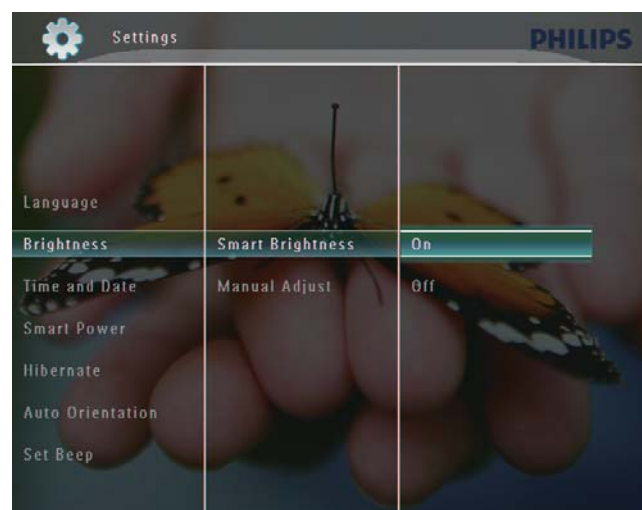 Settings
PHILIPS
Language
Brightness
Smart Brightness
On
Time and Date
Manual Adjust
Off
Smart Power
Hibernate
Auto Orientation
Set Beep